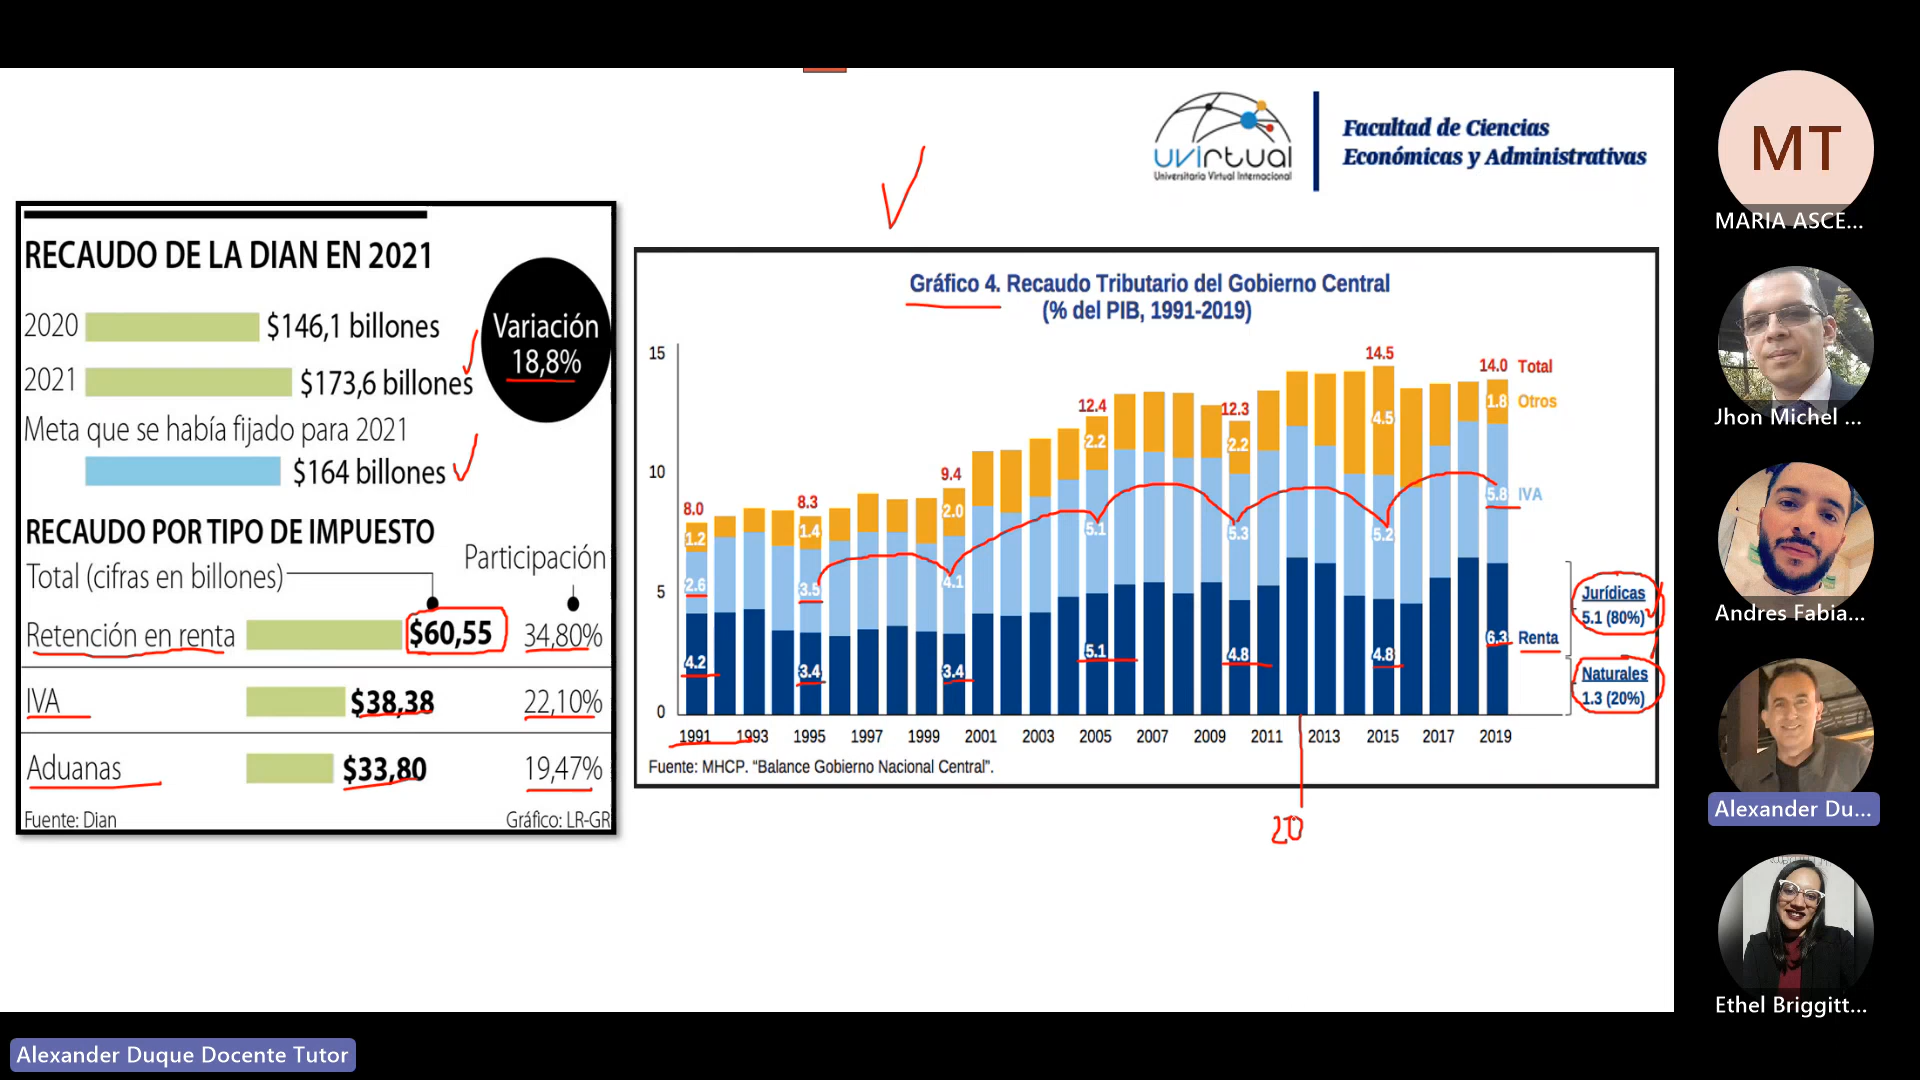 uvirtual
Universitaria Virtual Internacional
Facultad de Ciencias
Económicas y Administrativas
RECAUDO DE LA DIAN EN 2021
2020 $146,1 billones
2021 $173,6 billones
Variación
18,8%
Meta que se había fijado para 2021
$164 billones
RECAUDO POR TIPO DE IMPUESTO
Participación
Total (cifras en billones)
Retención en renta $60,55 34,80%
IVA $38,38 22,10%
Aduanas $33,80 19,47%
Fuente: Dian Gráfico: LR-GR
Gráfico 4. Recaudo Tributario del Gobierno Central
(% del PIB, 1991-2019)
15
10
5
0
8.0 8.3 9.4 12.4 12.3 14.5 14.0 Total
1.2 1.4 2.0 2.2 2.2 4.5 1.8 Otros
2.6 3.5 4.1 5.1 5.3 5.2 5.8 IVA
4.2 3.4 3.4 5.1 4.8 4.8 6.3 Renta
Jurídicas
5.1 (80%)
Naturales
1.3 (20%)
1991 1993 1995 1997 1999 2001 2003 2005 2007 2009 2011 2013 2015 2017 2019
Fuente: MHCP. “Balance Gobierno Nacional Central”.
20
MT
MARIA ASCE...
Jhon Michel ...
Andres Fabia...
Alexander Du...
Ethel Briggitt...
Alexander Duque Docente Tutor